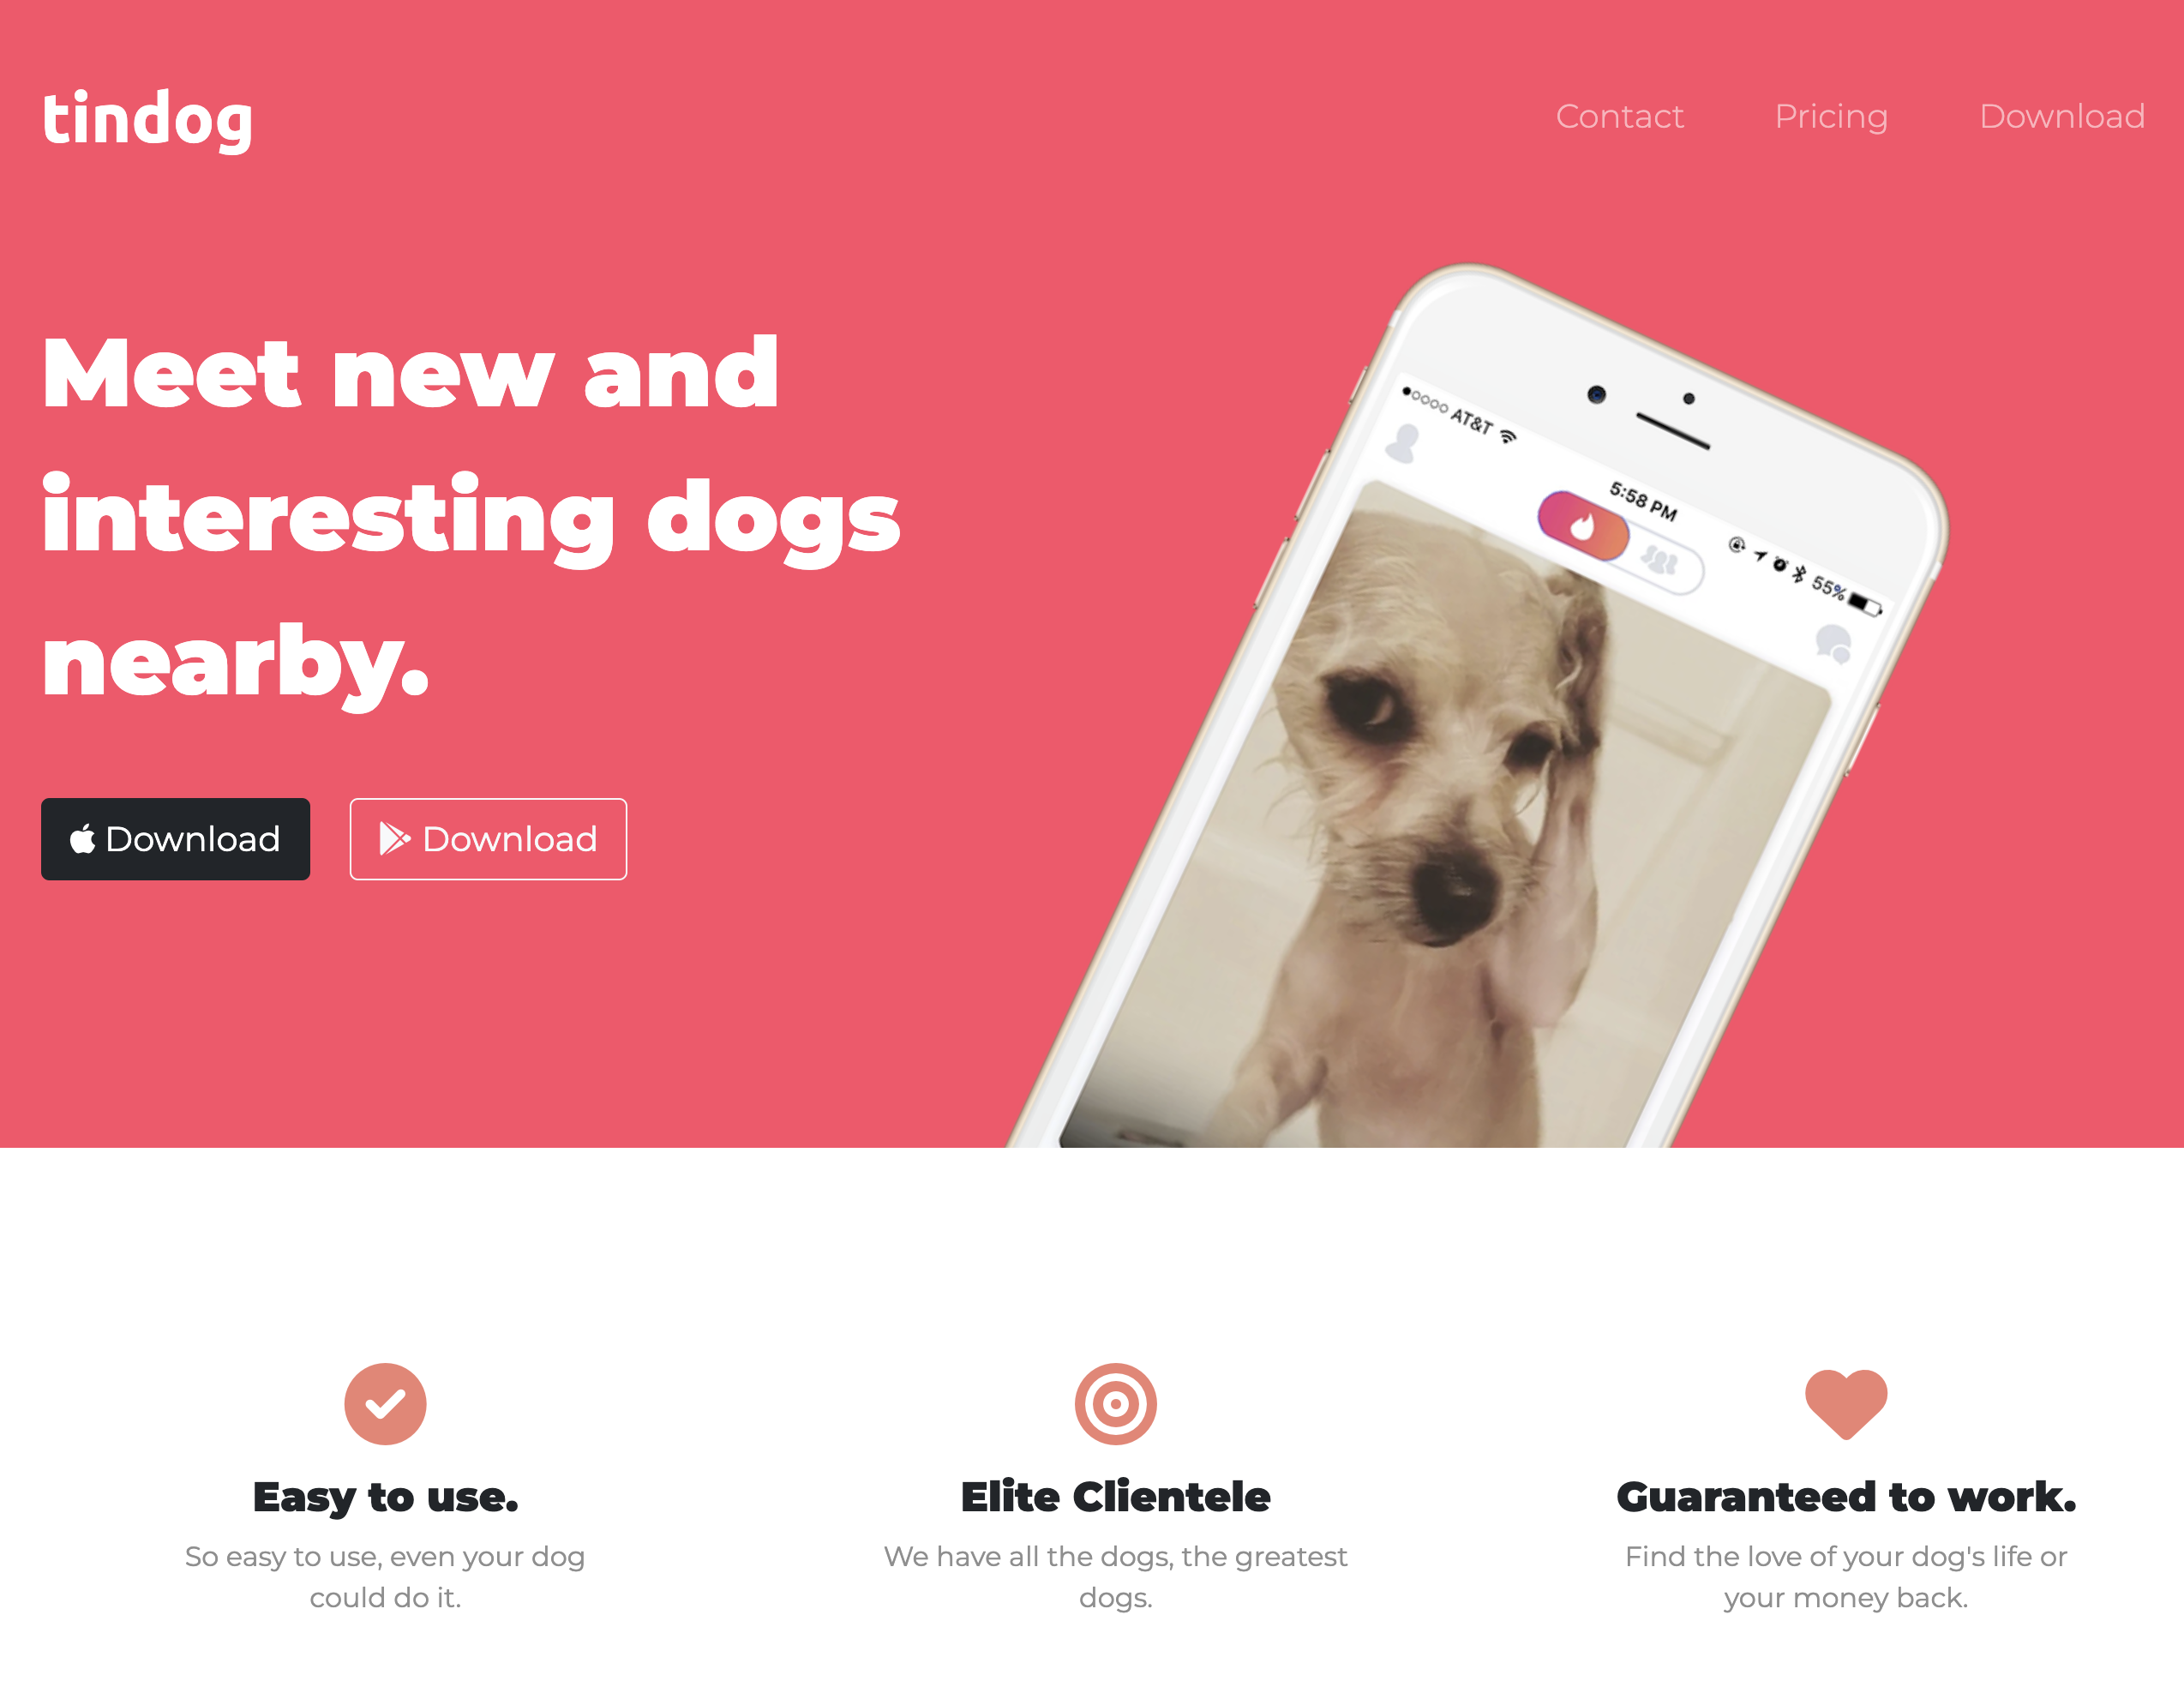 tindog
Contact Pricing Download
Meet new and
interesting dogs
nearby.
Download Download
AT&T
5:58 PM
55%
Easy to use.
So easy to use, even your dog
could do it.
Elite Clientele
We have all the dogs, the greatest
dogs.
Guaranteed to work.
Find the love of your dog's life or
your money back.